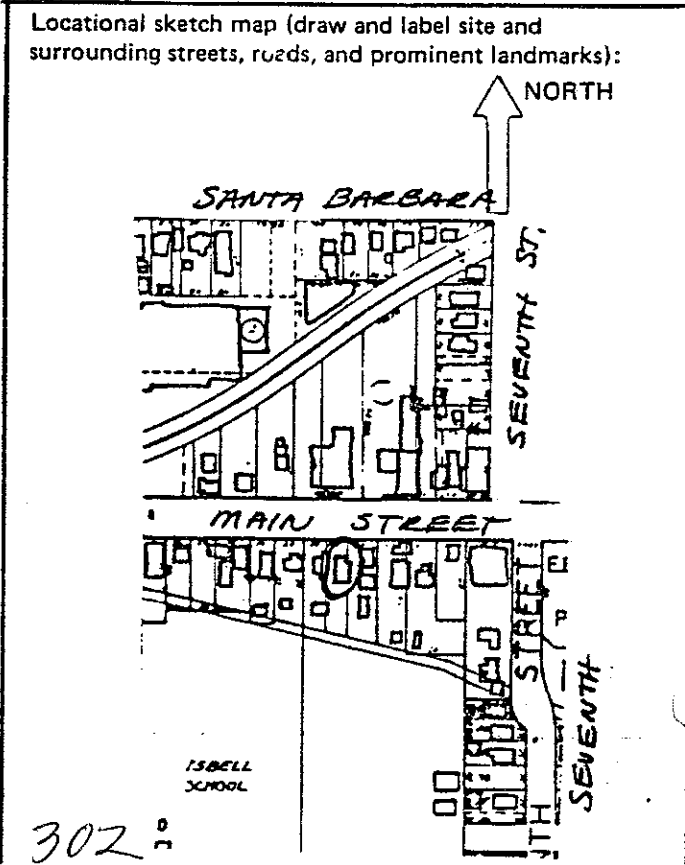 Locational sketch map (draw and label site and
surrounding streets, roads, and prominent landmarks):
NORTH
SANTA BARBARA
SEVENTH ST.
MAIN STREET
STREET
SEVENTH
ISBELL
SCHOOL
302